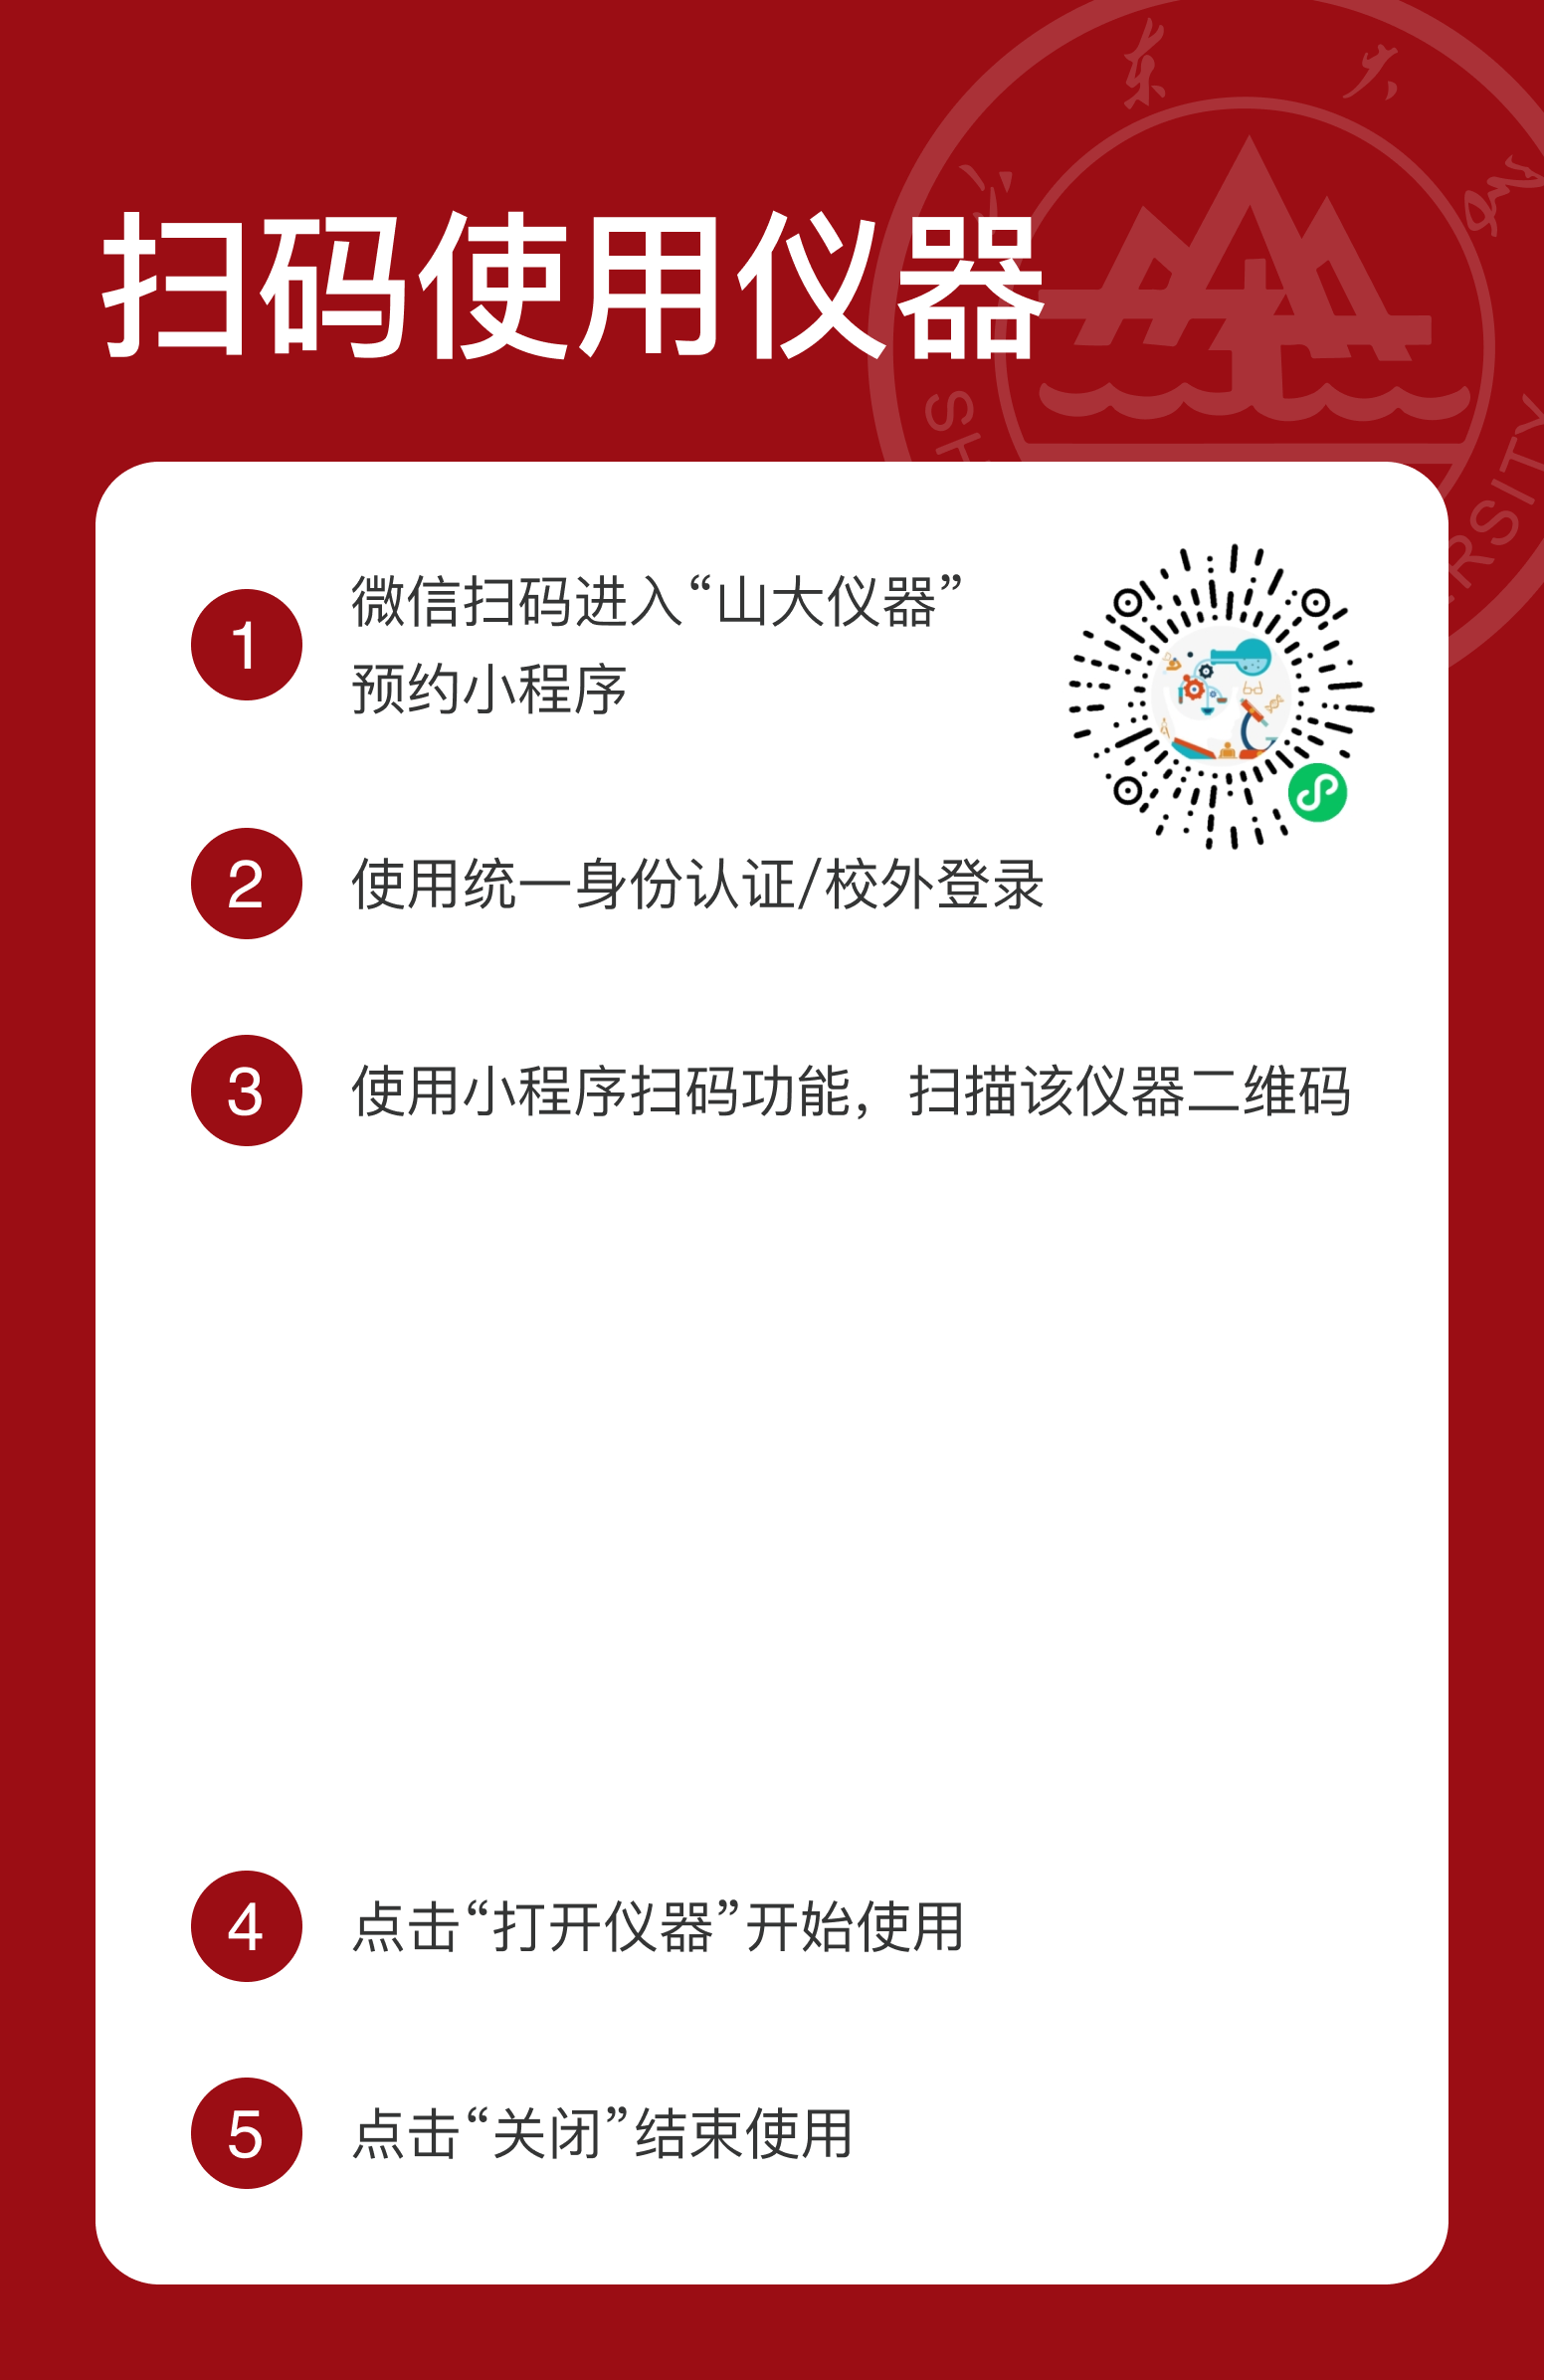 扫码使用仪器
1
微信扫码进入“山大仪器”
预约小程序
2
使用统一身份认证/校外登录
3
使用小程序扫码功能，扫描该仪器二维码
4
点击“打开仪器”开始使用
5
点击“关闭”结束使用